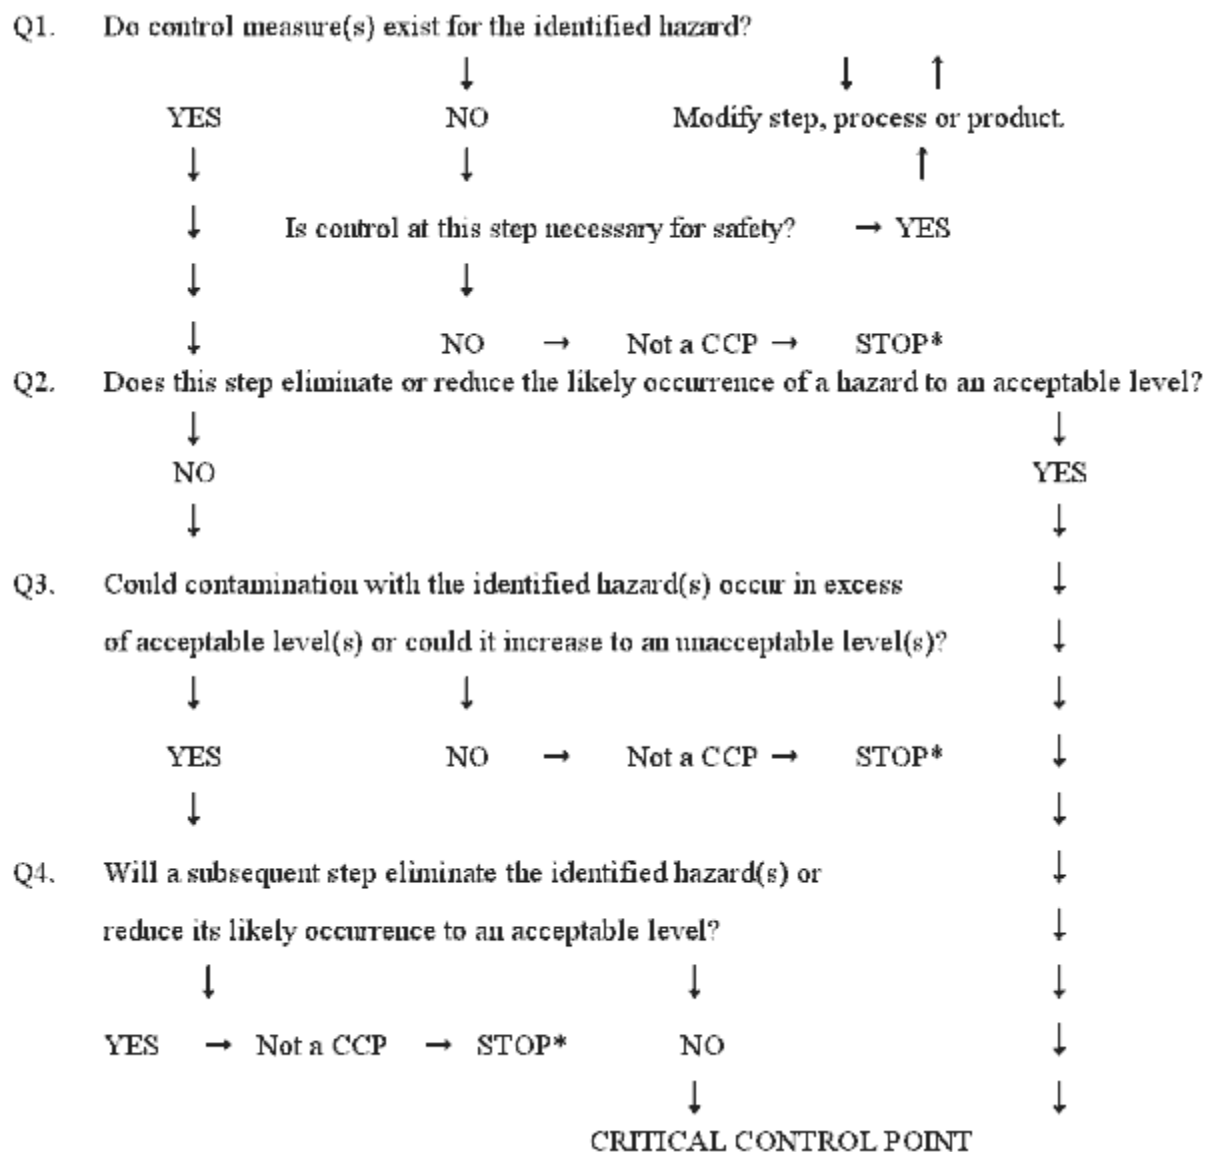 Q1. Do control measure(s) exist for the identified hazard?
↓ ↓ ↑
YES NO Modify step, process or product.
↓ ↓ ↑
↓ Is control at this step necessary for safety? → YES
↓ ↓
↓ NO → Not a CCP → STOP*
Q2. Does this step eliminate or reduce the likely occurrence of a hazard to an acceptable level?
↓ ↓
NO YES
↓ ↓
Q3. Could contamination with the identified hazard(s) occur in excess ↓
of acceptable level(s) or could it increase to an unacceptable level(s)? ↓
↓ ↓ ↓
YES NO → Not a CCP → STOP* ↓
↓ ↓
Q4. Will a subsequent step eliminate the identified hazard(s) or ↓
reduce its likely occurrence to an acceptable level? ↓
↓ ↓ ↓
YES → Not a CCP → STOP* NO ↓
↓ ↓
CRITICAL CONTROL POINT